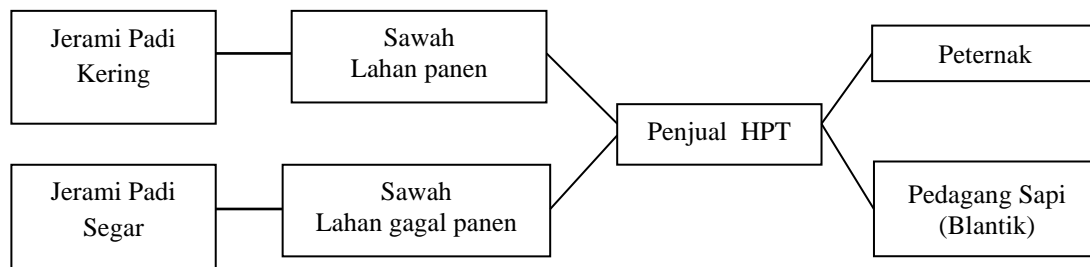 Jerami Padi
Kering
Sawah
Lahan panen
Peternak
Penjual HPT
Jerami Padi
Segar
Sawah
Lahan gagal panen
Pedagang Sapi
(Blantik)